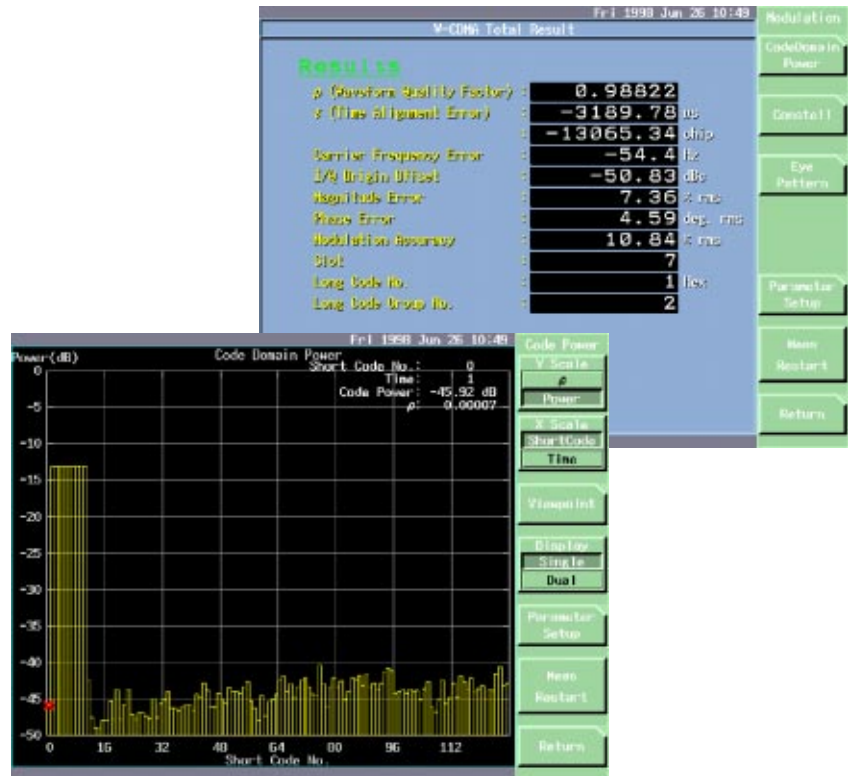 Fri 1998 Jun 26 10:49
W-CDMA Total Result
Modulation
CodeDomain
Power
Constell
Eye
Pattern
Parameter
Setup
Meas
Restart
Return
Results
ρ (Waveform Quality Factor) : 0.98822
τ (Time Alignment Error) : -3189.78 us
: -13065.34 chip
Carrier Frequency Error : -54.4 Hz
I/Q Origin Offset : -50.83 dBc
Magnitude Error : 7.36 % rms
Phase Error : 4.59 deg. rms
Modulation Accuracy : 10.84 % rms
Slot : 7
Long Code No. : 1 Hex
Long Code Group No. : 2
Fri 1998 Jun 26 10:49
Power(dB)
Code Domain Power
Short Code No.: 0
Time: 1
Code Power: -45.92 dB
ρ: 0.00007
0
-5
-10
-15
-20
-25
-30
-35
-40
-45
-50
0 16 32 48 64 80 96 112
Short Code No.
Code Power
Y Scale
ρ
Power
X Scale
ShortCode
Time
Viewpoint
Display
Single
Dual
Parameter
Setup
Meas
Restart
Return